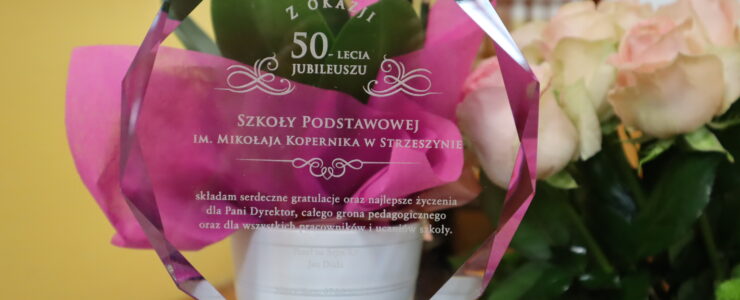 Z OKAZJI
50-LECIA
JUBILEUSZU
SZKOŁY PODSTAWOWEJ
IM. MIKOŁAJA KOPERNIKA W STRZESZYNIE
składam serdeczne gratulacje oraz najlepsze życzenia
dla Pani Dyrektor, całego grona pedagogicznego
oraz dla wszystkich pracowników i uczniów szkoły.